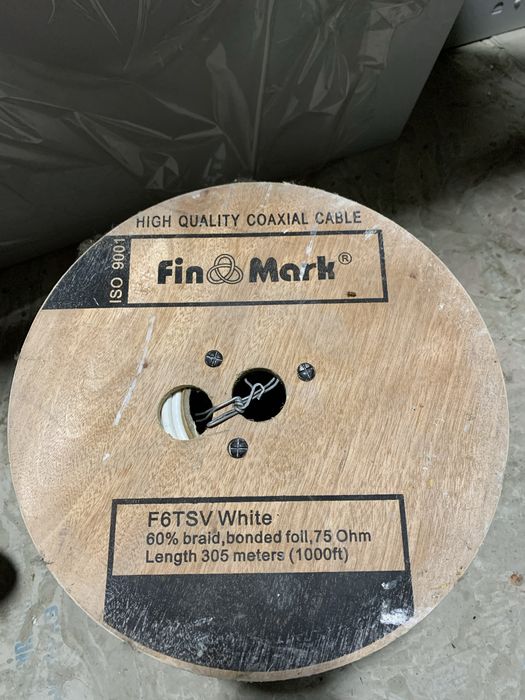 HIGH QUALITY COAXIAL CABLE
ISO 9001
Fin Mark®
F6TSV White
60% braid,bonded foil,75 Ohm
Length 305 meters (1000ft)